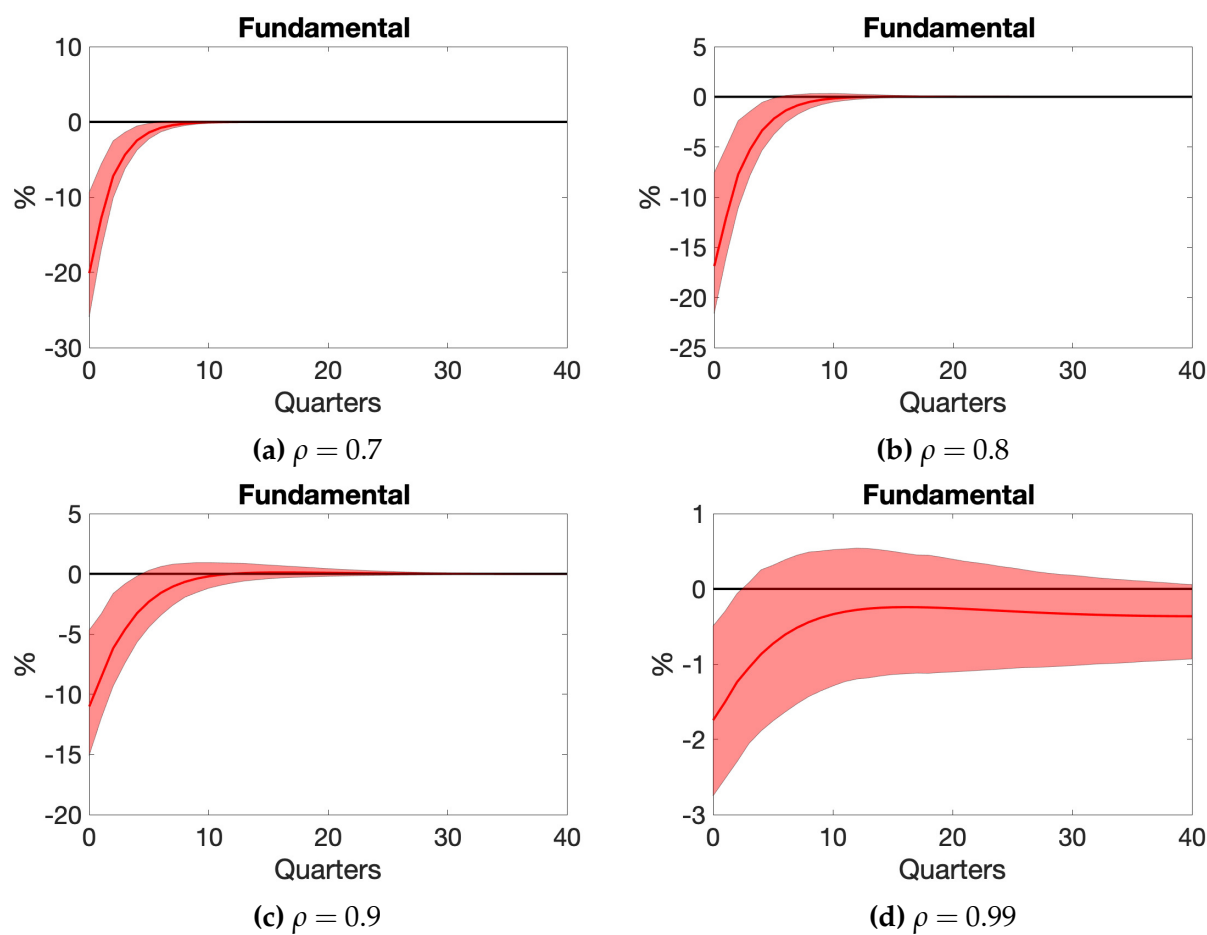 Fundamental
10
0
-10
-20
-30
%
0 10 20 30 40
Quarters
(a) ρ = 0.7
Fundamental
5
0
-5
-10
-15
-20
-25
%
0 10 20 30 40
Quarters
(b) ρ = 0.8
Fundamental
5
0
-5
-10
-15
-20
%
0 10 20 30 40
Quarters
(c) ρ = 0.9
Fundamental
1
0
-1
-2
-3
%
0 10 20 30 40
Quarters
(d) ρ = 0.99